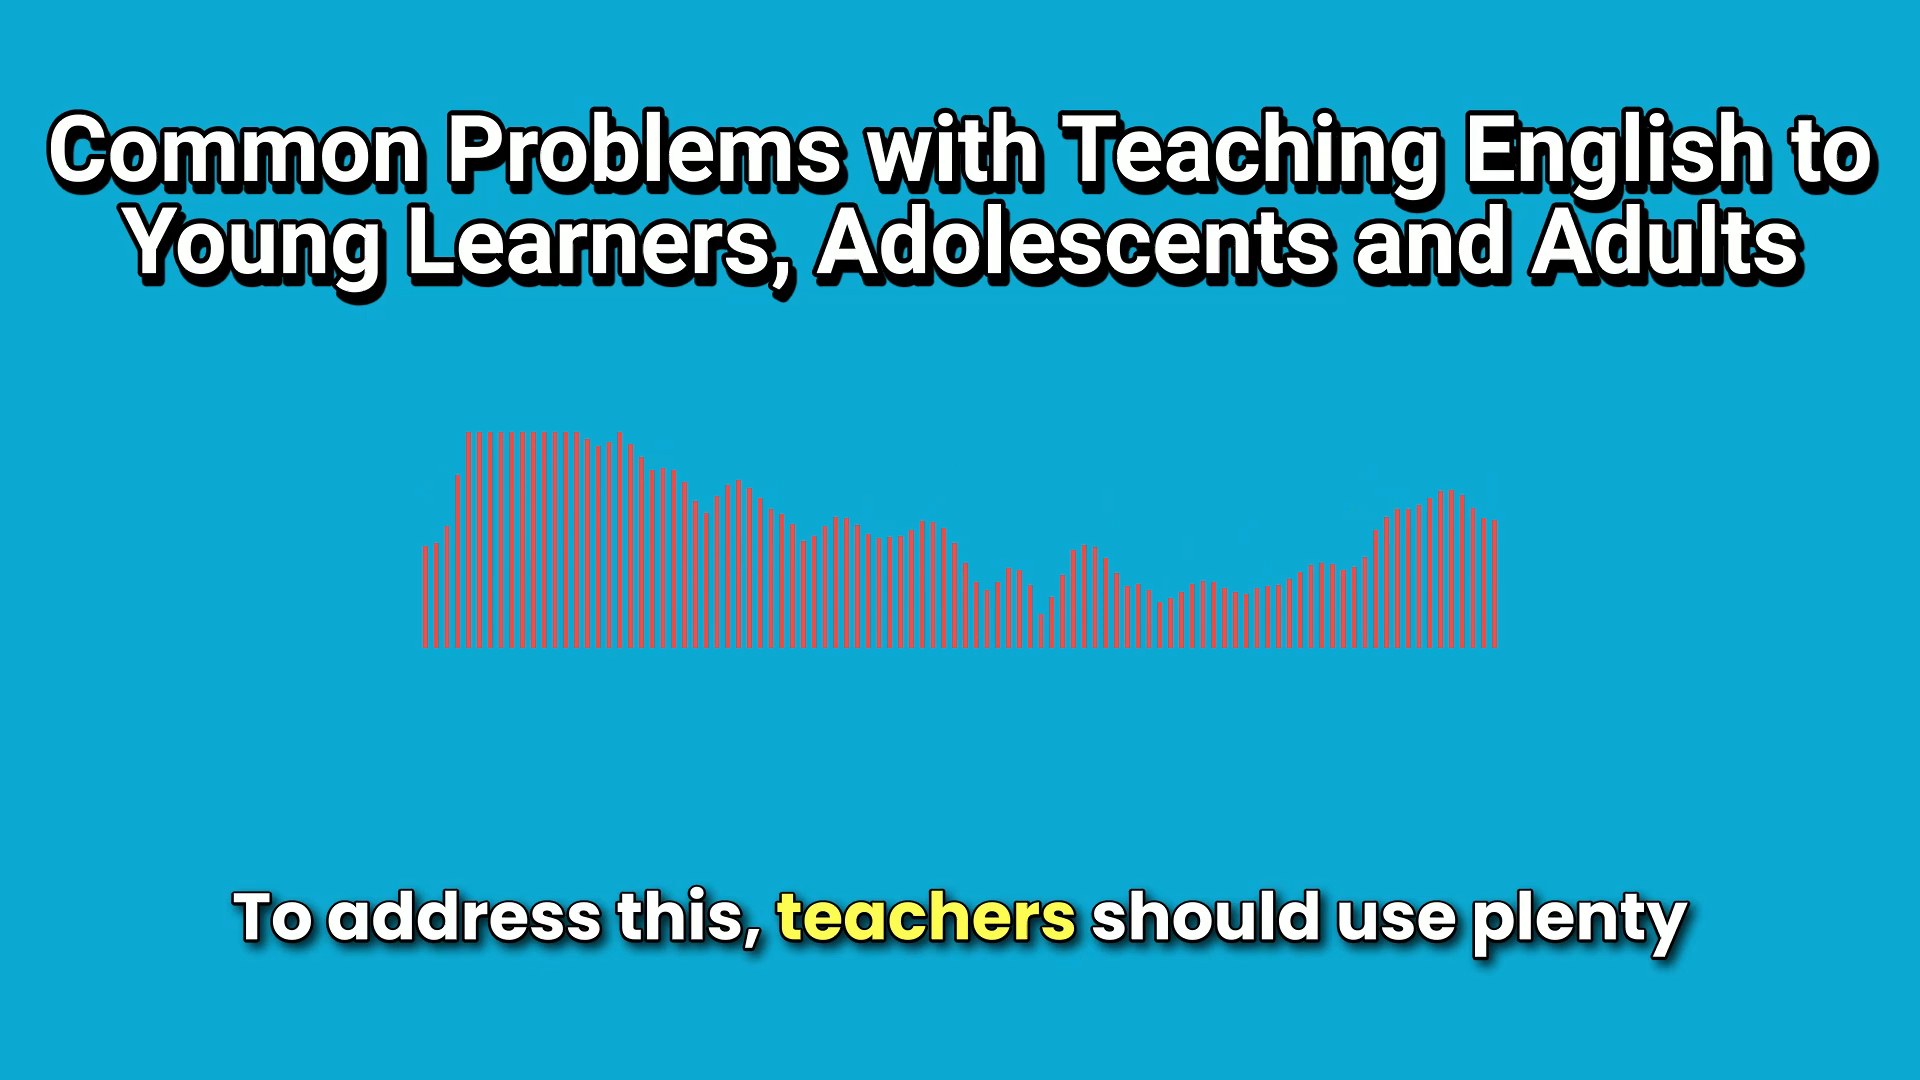 Common Problems with Teaching English to
Young Learners, Adolescents and Adults
To address this, teachers should use plenty